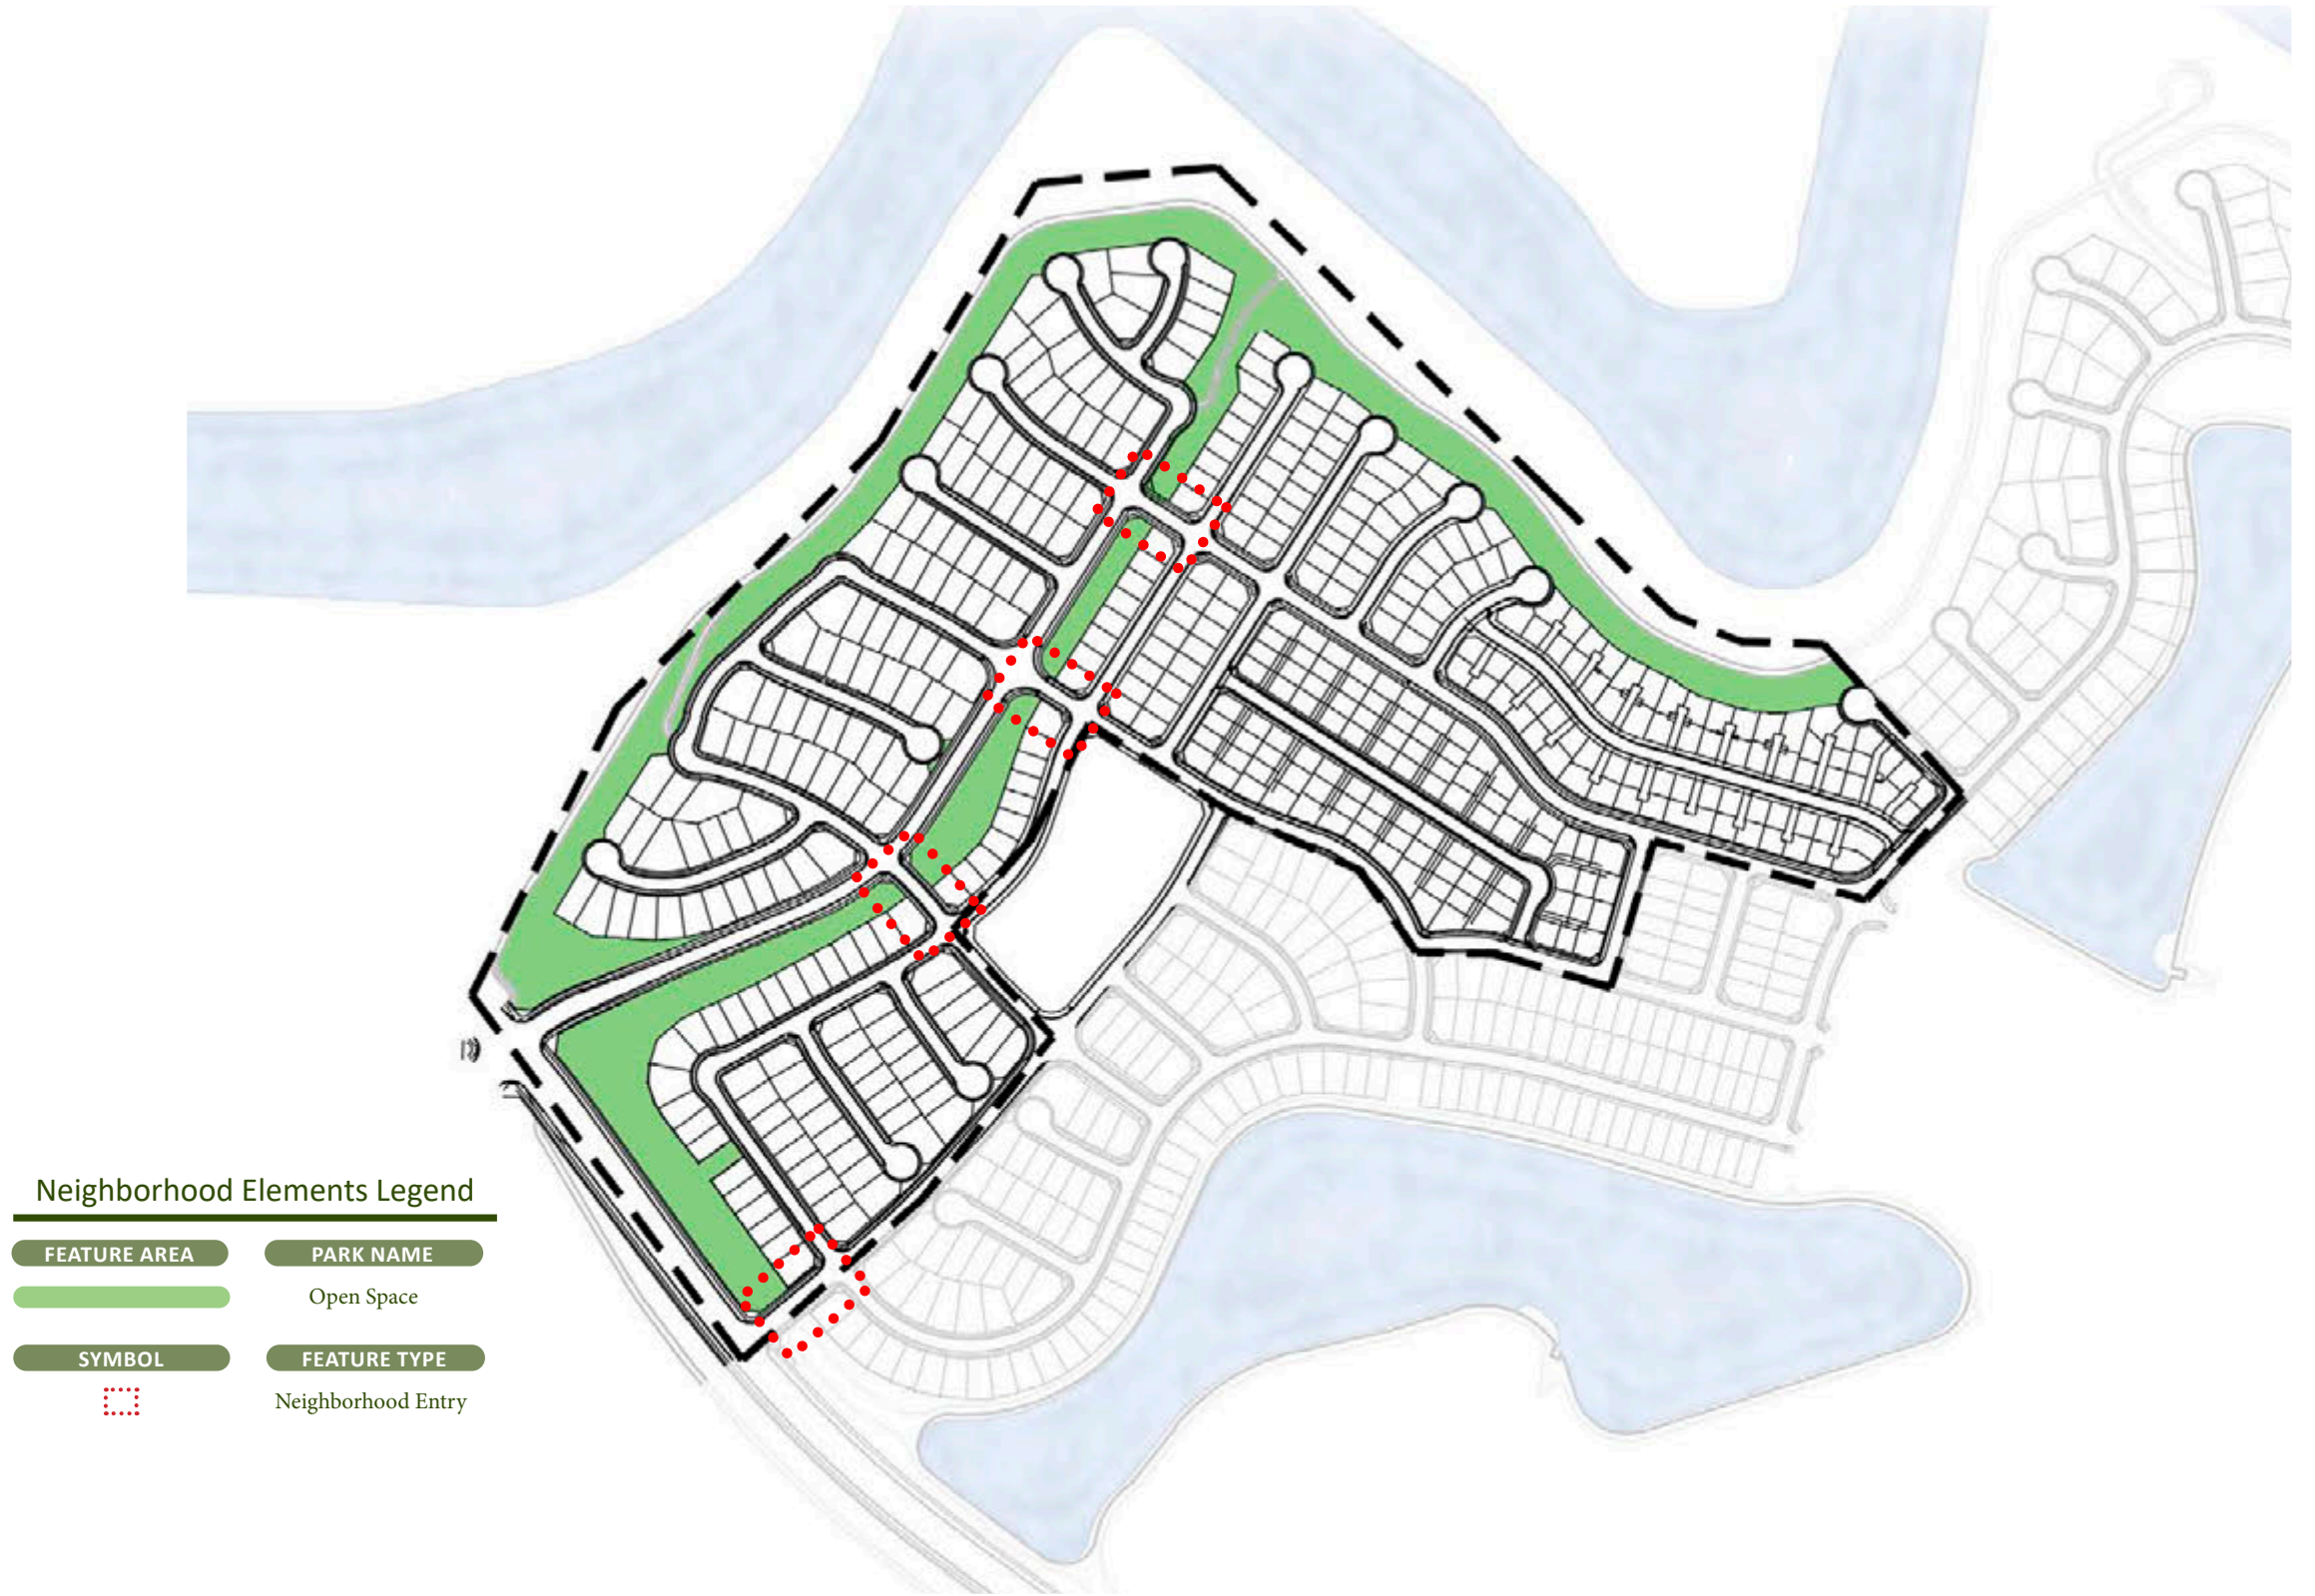 Neighborhood Elements Legend
FEATURE AREA PARK NAME
Open Space
SYMBOL FEATURE TYPE
Neighborhood Entry